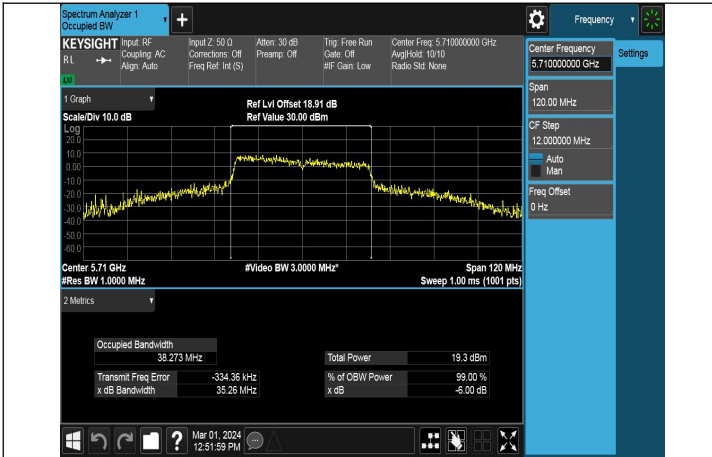 Spectrum Analyzer 1
Occupied BW
+
Frequency
KEYSIGHT
R L
LXI
Input: RF
Coupling: AC
Align: Auto
Input Z: 50 Ω
Corrections: Off
Freq Ref: Int (S)
Atten: 30 dB
Preamp: Off
Trig: Free Run
Gate: Off
#IF Gain: Low
Center Freq: 5.710000000 GHz
Avg|Hold: 10/10
Radio Std: None
Center Frequency
5.710000000 GHz
Settings
Span
120.00 MHz
CF Step
12.000000 MHz
Auto
Man
Freq Offset
0 Hz
1 Graph
Scale/Div 10.0 dB
Ref Lvl Offset 18.91 dB
Ref Value 30.00 dBm
Log
20.0
10.0
0.00
-10.0
-20.0
-30.0
-40.0
-50.0
-60.0
Center 5.71 GHz
#Res BW 1.0000 MHz
#Video BW 3.0000 MHz*
Span 120 MHz
Sweep 1.00 ms (1001 pts)
2 Metrics
Occupied Bandwidth
38.273 MHz
Total Power 19.3 dBm
Transmit Freq Error -334.36 kHz
% of OBW Power 99.00 %
x dB Bandwidth 35.26 MHz
x dB -6.00 dB
?
Mar 01, 2024
12:51:59 PM